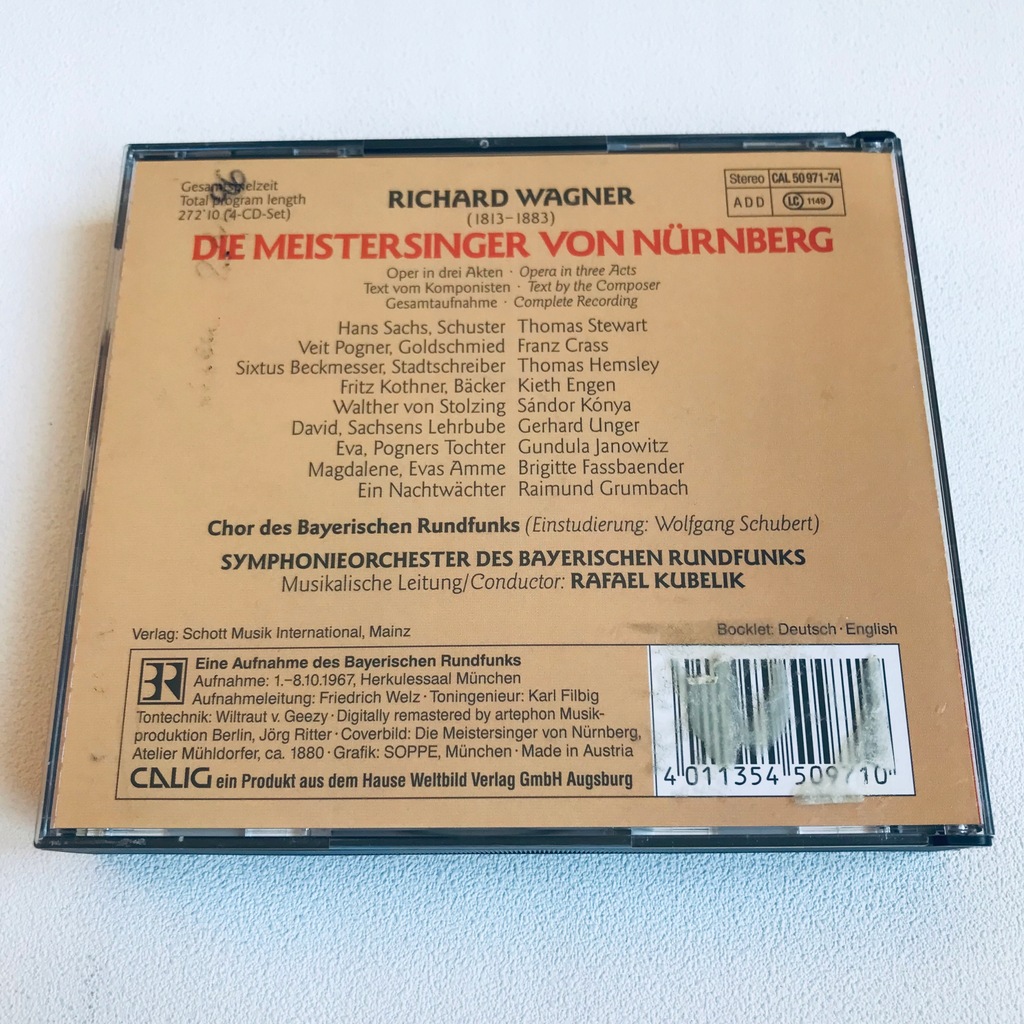 Gesamtspielzeit
Total program length
272'10 (4-CD-Set)
Stereo CAL 50 971-74
ADD LC 1149
RICHARD WAGNER
(1813–1883)
DIE MEISTERSINGER VON NÜRNBERG
Oper in drei Akten · Opera in three Acts
Text vom Komponisten · Text by the Composer
Gesamtaufnahme · Complete Recording
Hans Sachs, Schuster Thomas Stewart
Veit Pogner, Goldschmied Franz Crass
Sixtus Beckmesser, Stadtschreiber Thomas Hemsley
Fritz Kothner, Bäcker Kieth Engen
Walther von Stolzing Sándor Kónya
David, Sachsens Lehrbube Gerhard Unger
Eva, Pogners Tochter Gundula Janowitz
Magdalene, Evas Amme Brigitte Fassbaender
Ein Nachtwächter Raimund Grumbach
Chor des Bayerischen Rundfunks (Einstudierung: Wolfgang Schubert)
SYMPHONIEORCHESTER DES BAYERISCHEN RUNDFUNKS
Musikalische Leitung/Conductor: RAFAEL KUBELIK
Verlag: Schott Musik International, Mainz
Booklet: Deutsch · English
BR
Eine Aufnahme des Bayerischen Rundfunks
Aufnahme: 1.–8.10.1967, Herkulessaal München
Aufnahmeleitung: Friedrich Welz · Toningenieur: Karl Filbig
Tontechnik: Wiltraut v. Geezy · Digitally remastered by artephon Musik-
produktion Berlin, Jörg Ritter · Coverbild: Die Meistersinger von Nürnberg,
Atelier Mühldorfer, ca. 1880 · Grafik: SOPPE, München · Made in Austria
CALIG ein Produkt aus dem Hause Weltbild Verlag GmbH Augsburg
4 011354 509710